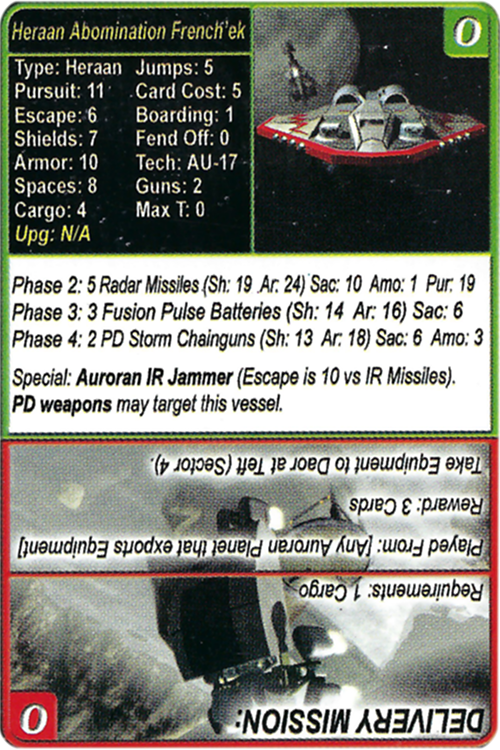 Heraan Abomination French'ek
0
Type: Heraan Jumps: 5
Pursuit: 11 Card Cost: 5
Escape: 6 Boarding: 1
Shields: 7 Fend Off: 0
Armor: 10 Tech: AU-17
Spaces: 8 Guns: 2
Cargo: 4 Max T: 0
Upg: N/A
Phase 2: 5 Radar Missiles (Sh: 19 Ar: 24) Sac: 10 Amo: 1 Pur: 19
Phase 3: 3 Fusion Pulse Batteries (Sh: 14 Ar: 16) Sac: 6
Phase 4: 2 PD Storm Chainguns (Sh: 13 Ar: 18) Sac: 6 Amo: 3
Special: Auroran IR Jammer (Escape is 10 vs IR Missiles).
PD weapons may target this vessel.
DELIVERY MISSION:
0
Requirements: 1 Cargo
Played From: [Any Auroran Planet that exports Equipment]
Reward: 3 Cards
Take Equipment to Daor at Teft (Sector 4).